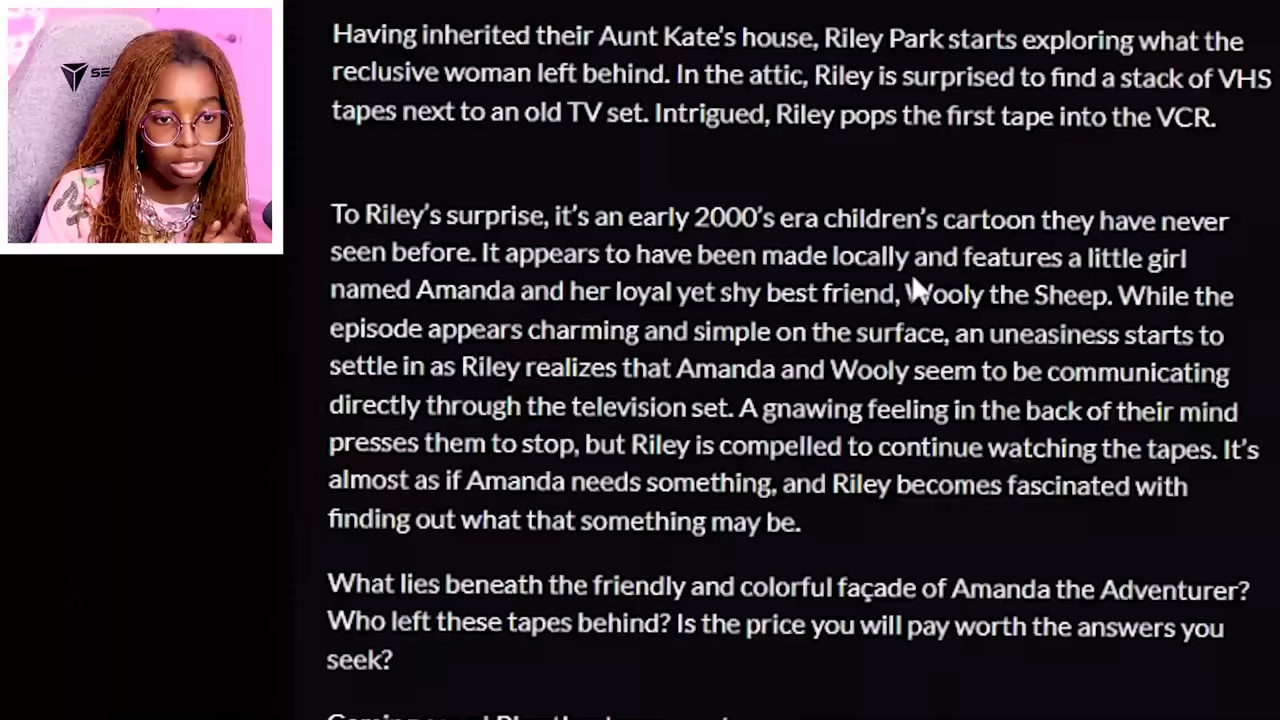 Having inherited their Aunt Kate's house, Riley Park starts exploring what the
reclusive woman left behind. In the attic, Riley is surprised to find a stack of VHS
tapes next to an old TV set. Intrigued, Riley pops the first tape into the VCR.
To Riley's surprise, it's an early 2000's era children's cartoon they have never
seen before. It appears to have been made locally and features a little girl
named Amanda and her loyal yet shy best friend, Wooly the Sheep. While the
episode appears charming and simple on the surface, an uneasiness starts to
settle in as Riley realizes that Amanda and Wooly seem to be communicating
directly through the television set. A gnawing feeling in the back of their mind
presses them to stop, but Riley is compelled to continue watching the tapes. It's
almost as if Amanda needs something, and Riley becomes fascinated with
finding out what that something may be.
What lies beneath the friendly and colorful façade of Amanda the Adventurer?
Who left these tapes behind? Is the price you will pay worth the answers you
seek?